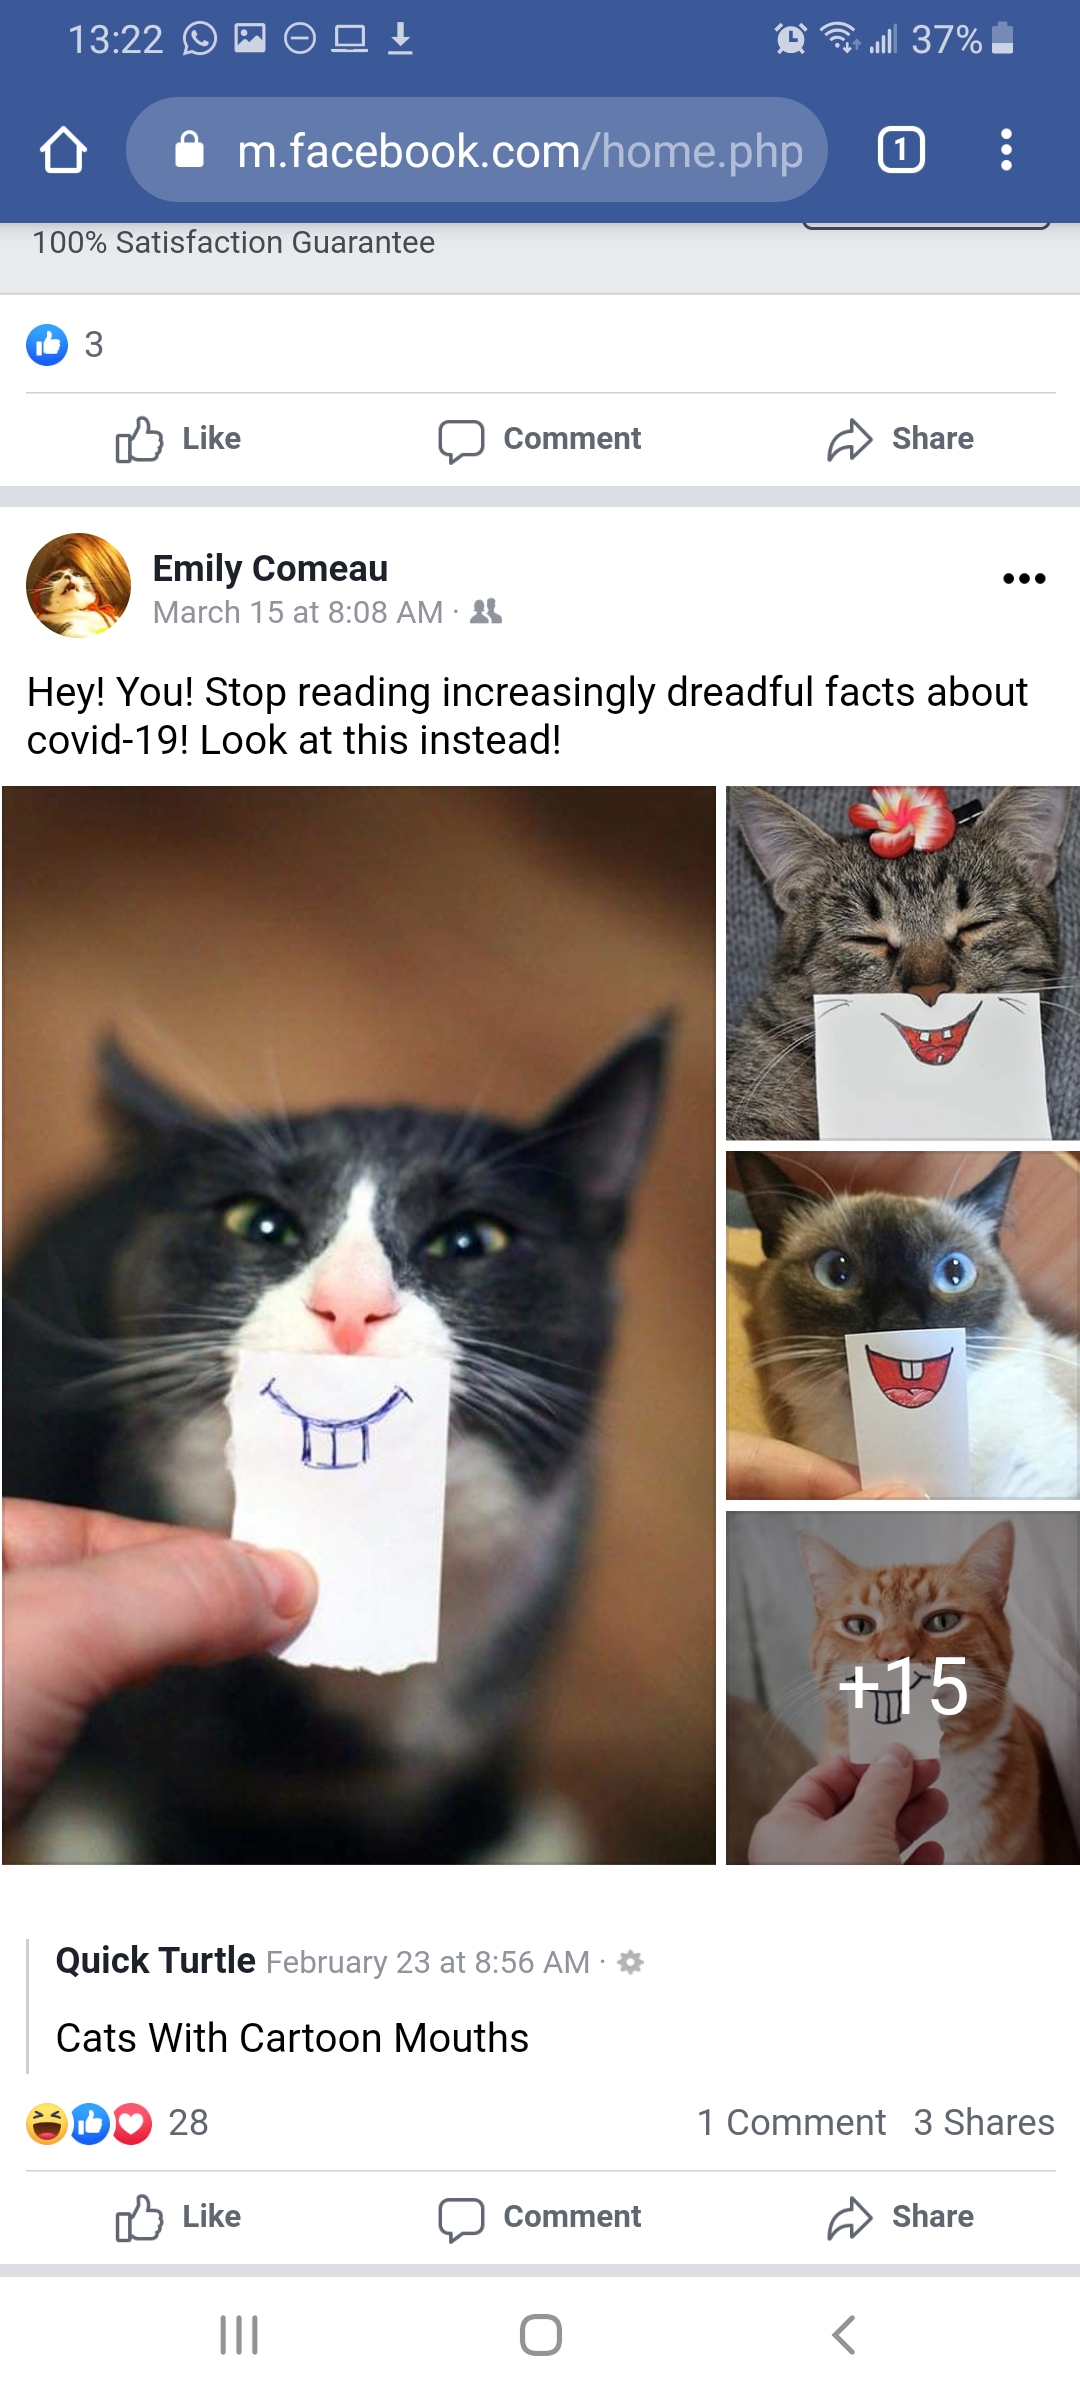 13:22
37%
m.facebook.com/home.php
1
100% Satisfaction Guarantee
3
Like Comment Share
Emily Comeau
March 15 at 8:08 AM ·
Hey! You! Stop reading increasingly dreadful facts about
covid-19! Look at this instead!
+15
Quick Turtle February 23 at 8:56 AM ·
Cats With Cartoon Mouths
28 1 Comment 3 Shares
Like Comment Share